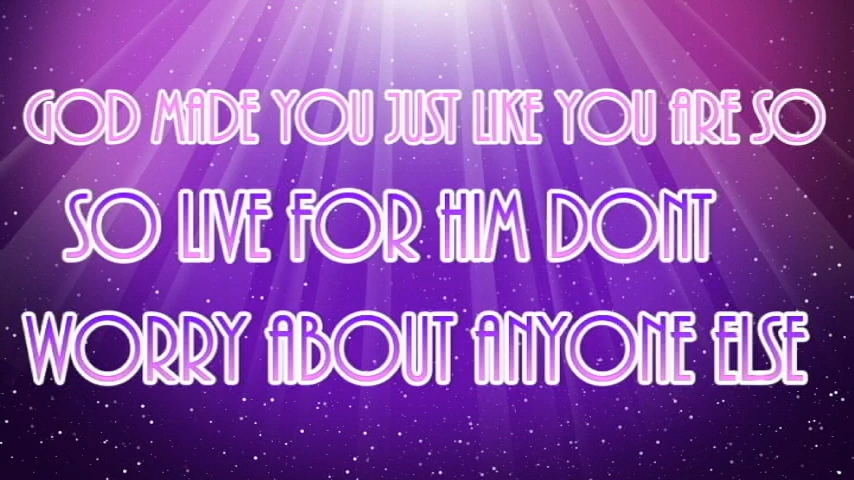 GOD MADE YOU JUST LIKE YOU ARE SO
SO LIVE FOR HIM DONT
WORRY ABOUT ANYONE ELSE